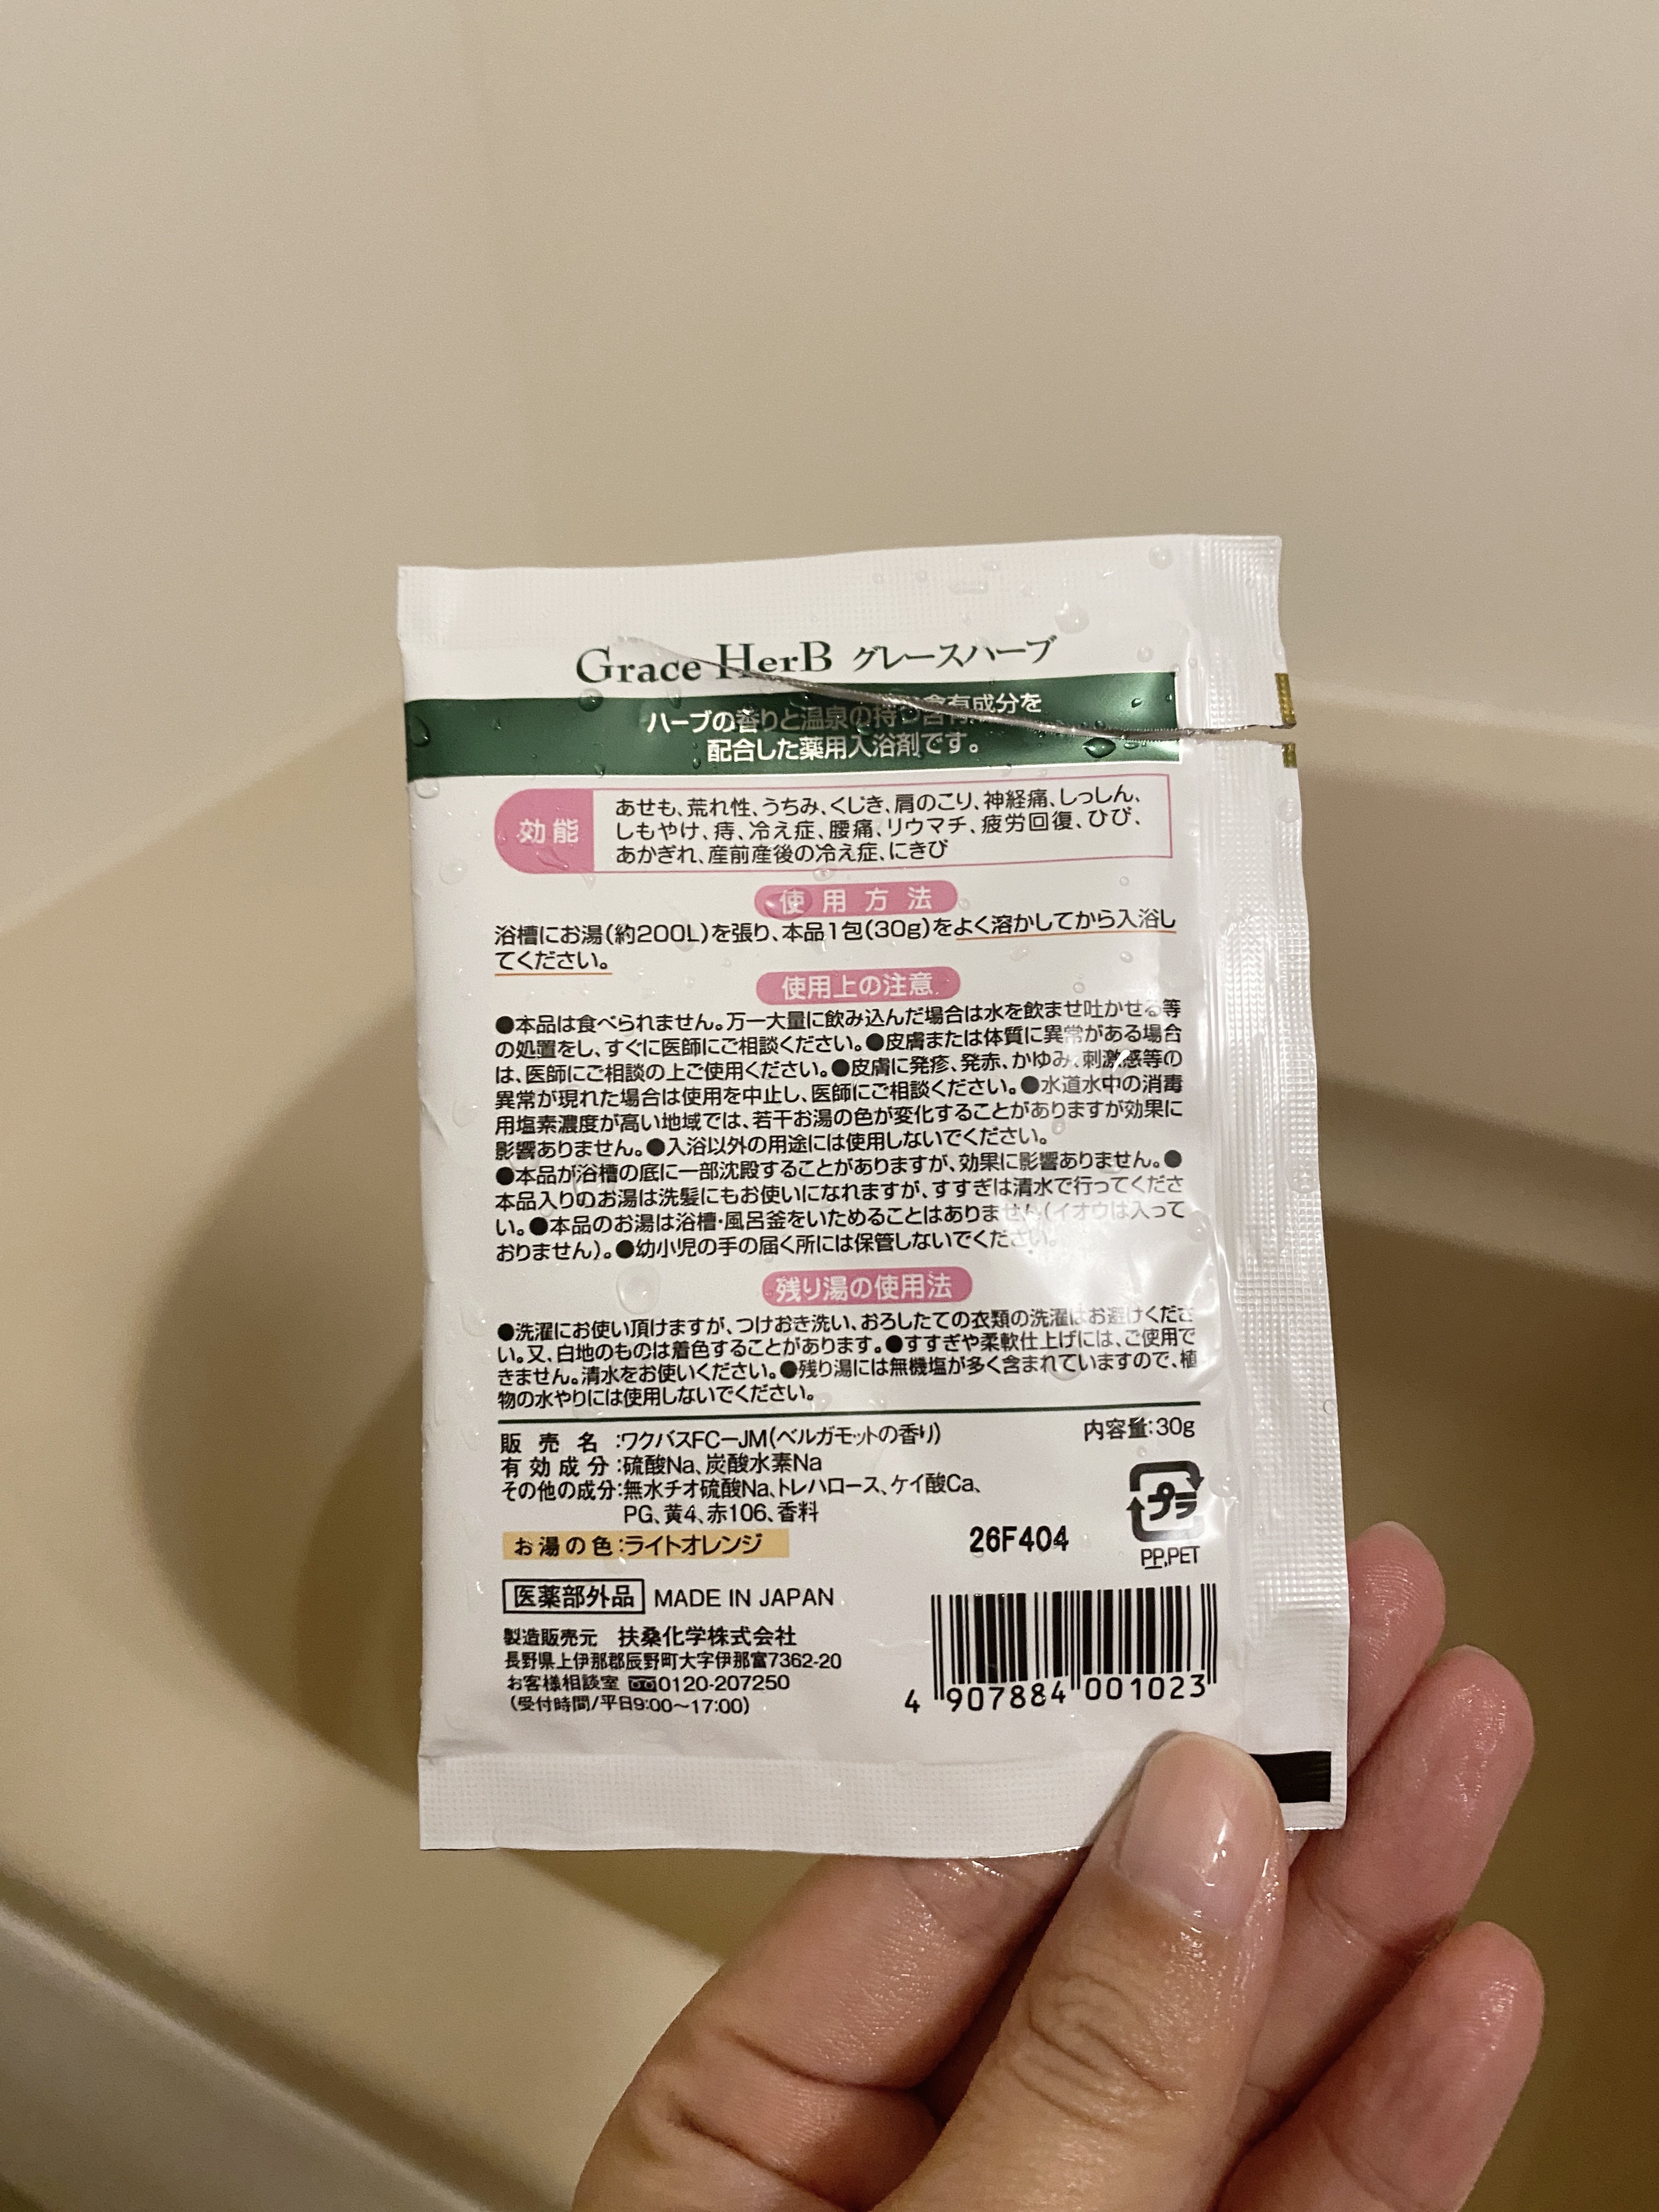 Grace HerB グレースハーブ
ハーブの香りと温泉の持つ含有成分を
配合した薬用入浴剤です。
効能
あせも、荒れ性、うちみ、くじき、肩のこり、神経痛、しっしん、
しもやけ、痔、冷え症、腰痛、リウマチ、疲労回復、ひび、
あかぎれ、産前産後の冷え症、にきび
使用方法
浴槽にお湯(約200L)を張り、本品1包(30g)をよく溶かしてから入浴し
てください。
使用上の注意
●本品は食べられません。万一大量に飲み込んだ場合は水を飲ませ吐かせる等
の処置をし、すぐに医師にご相談ください。●皮膚または体質に異常がある場合
は、医師にご相談の上ご使用ください。●皮膚に発疹、発赤、かゆみ、刺激感等の
異常が現れた場合は使用を中止し、医師にご相談ください。●水道水中の消毒
用塩素濃度が高い地域では、若干お湯の色が変化することがありますが効果に
影響ありません。●入浴以外の用途には使用しないでください。
●本品が浴槽の底に一部沈殿することがありますが、効果に影響ありません。●
本品入りのお湯は洗髪にもお使いになれますが、すすぎは清水で行ってくださ
い。●本品のお湯は浴槽・風呂釜をいためることはありません(イオウは入って
おりません)。●幼小児の手の届く所には保管しないでください。
残り湯の使用法
●洗濯にお使い頂けますが、つけおき洗い、おろしたての衣類の洗濯はお避けくださ
い。又、白地のものは着色することがあります。●すすぎや柔軟仕上げには、ご使用で
きません。清水をお使いください。●残り湯には無機塩が多く含まれていますので、植
物の水やりには使用しないでください。
販売名:ワクバスFC-JM(ベルガモットの香り) 内容量:30g
有効成分:硫酸Na、炭酸水素Na
その他の成分:無水チオ硫酸Na、トレハロース、ケイ酸Ca、
PG、黄4、赤106、香料
お湯の色:ライトオレンジ
26F404
プラ
PP,PET
医薬部外品 MADE IN JAPAN
製造販売元 扶桑化学株式会社
長野県上伊那郡辰野町大字伊那富7362-20
お客様相談室 0120-207250
(受付時間/平日9:00~17:00)
4 907884 001023